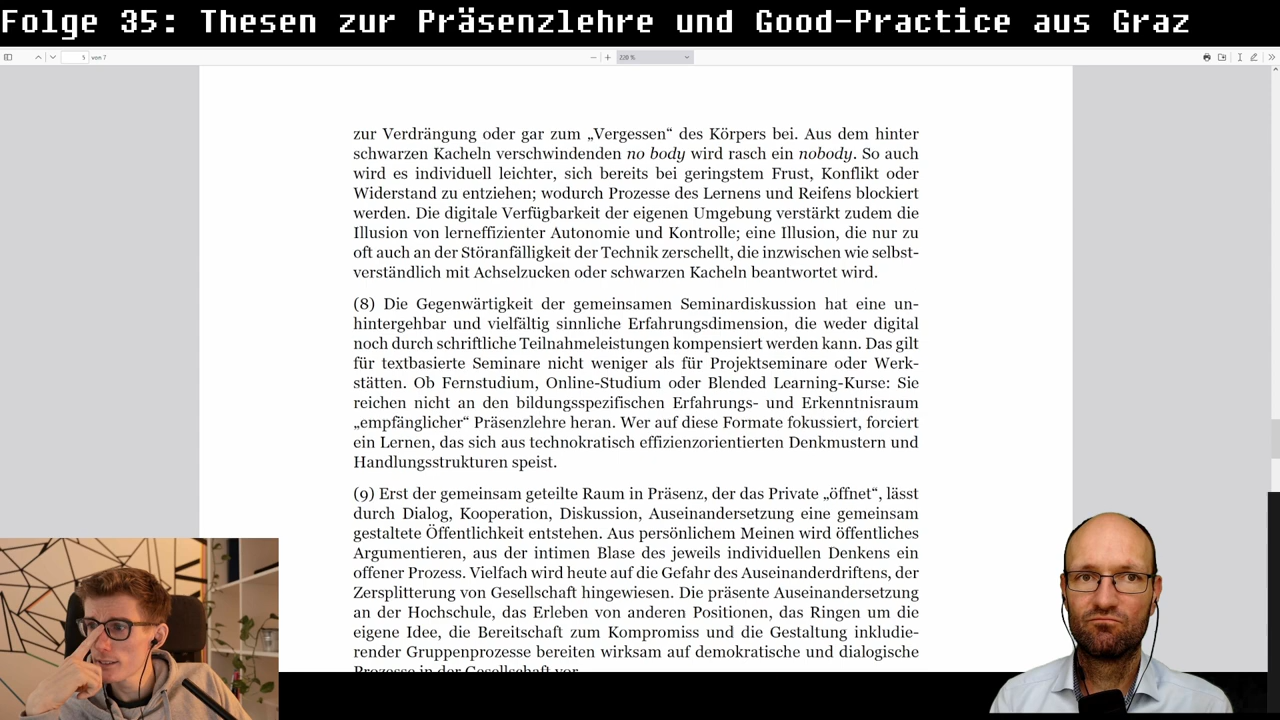 Folge 35: Thesen zur Präsenzlehre und Good-Practice aus Graz
5 von 7
220 %
zur Verdrängung oder gar zum „Vergessen“ des Körpers bei. Aus dem hinter
schwarzen Kacheln verschwindenden no body wird rasch ein nobody. So auch
wird es individuell leichter, sich bereits bei geringstem Frust, Konflikt oder
Widerstand zu entziehen; wodurch Prozesse des Lernens und Reifens blockiert
werden. Die digitale Verfügbarkeit der eigenen Umgebung verstärkt zudem die
Illusion von lerneffizienter Autonomie und Kontrolle; eine Illusion, die nur zu
oft auch an der Störanfälligkeit der Technik zerschellt, die inzwischen wie selbst-
verständlich mit Achselzucken oder schwarzen Kacheln beantwortet wird.
(8) Die Gegenwärtigkeit der gemeinsamen Seminardiskussion hat eine un-
hintergehbar und vielfältig sinnliche Erfahrungsdimension, die weder digital
noch durch schriftliche Teilnahmeleistungen kompensiert werden kann. Das gilt
für textbasierte Seminare nicht weniger als für Projektseminare oder Werk-
stätten. Ob Fernstudium, Online-Studium oder Blended Learning-Kurse: Sie
reichen nicht an den bildungsspezifischen Erfahrungs- und Erkenntnisraum
„empfänglicher“ Präsenzlehre heran. Wer auf diese Formate fokussiert, forciert
ein Lernen, das sich aus technokratisch effizienzorientierten Denkmustern und
Handlungsstrukturen speist.
(9) Erst der gemeinsam geteilte Raum in Präsenz, der das Private „öffnet“, lässt
durch Dialog, Kooperation, Diskussion, Auseinandersetzung eine gemeinsam
gestaltete Öffentlichkeit entstehen. Aus persönlichem Meinen wird öffentliches
Argumentieren, aus der intimen Blase des jeweils individuellen Denkens ein
offener Prozess. Vielfach wird heute auf die Gefahr des Auseinanderdriftens, der
Zersplitterung von Gesellschaft hingewiesen. Die präsente Auseinandersetzung
an der Hochschule, das Erleben von anderen Positionen, das Ringen um die
eigene Idee, die Bereitschaft zum Kompromiss und die Gestaltung inkludie-
render Gruppenprozesse bereiten wirksam auf demokratische und dialogische
Prozesse in der Gesellschaft vor.